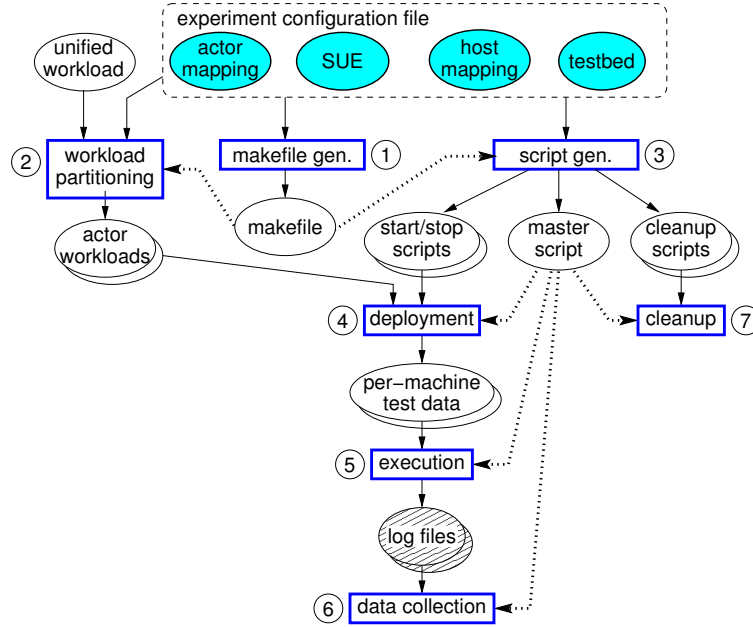 experiment configuration file
unified
workload
actor
mapping
SUE
host
mapping
testbed
2
workload
partitioning
makefile gen.
1
script gen.
3
actor
workloads
makefile
start/stop
scripts
master
script
cleanup
scripts
4
deployment
cleanup
7
per-machine
test data
5
execution
log files
6
data collection